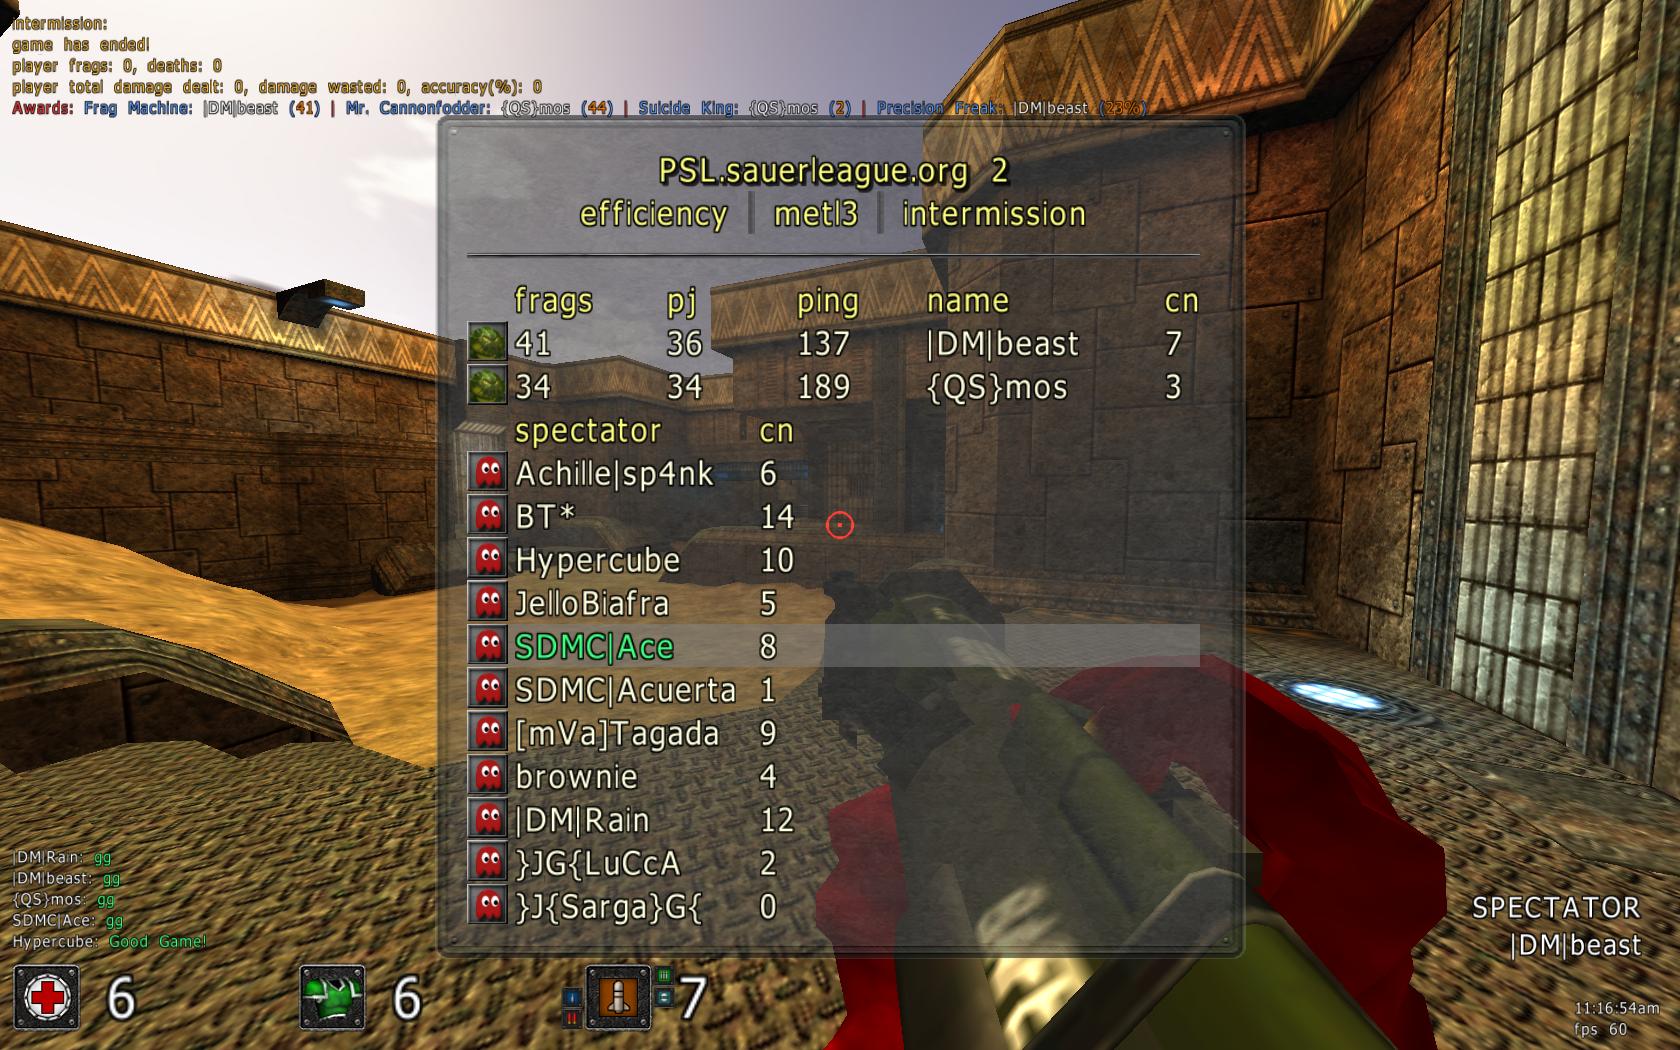 intermission:
game has ended!
player frags: 0, deaths: 0
player total damage dealt: 0, damage wasted: 0, accuracy(%): 0
Awards: Frag Machine: |DM|beast (41) | Mr. Cannonfodder: {QS}mos (44) | Suicide King: {QS}mos (2) | Precision Freak: |DM|beast (23%)
PSL.sauerleague.org 2
efficiency | metl3 | intermission
frags pj ping name cn
41 36 137 |DM|beast 7
34 34 189 {QS}mos 3
spectator cn
Achille|sp4nk 6
BT* 14
Hypercube 10
JelloBiafra 5
SDMC|Ace 8
SDMC|Acuerta 1
[mVa]Tagada 9
brownie 4
|DM|Rain 12
}JG{LuCcA 2
}J{Sarga}G{ 0
|DM|Rain: gg
|DM|beast: gg
{QS}mos: gg
SDMC|Ace: gg
Hypercube: Good Game!
6 6 7
SPECTATOR
|DM|beast
11:16:54am
fps 60